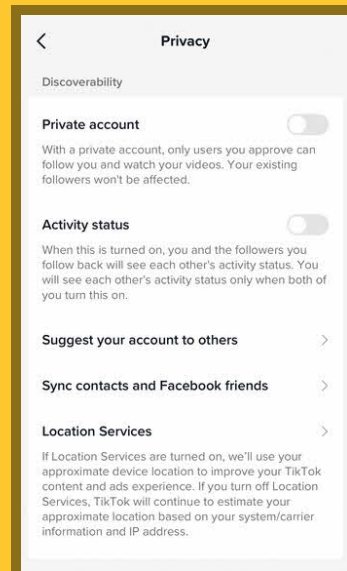 Privacy
Discoverability
Private account
With a private account, only users you approve can
follow you and watch your videos. Your existing
followers won't be affected.
Activity status
When this is turned on, you and the followers you
follow back will see each other's activity status. You
will see each other's activity status only when both of
you turn this on.
Suggest your account to others
Sync contacts and Facebook friends
Location Services
If Location Services are turned on, we'll use your
approximate device location to improve your TikTok
content and ads experience. If you turn off Location
Services, TikTok will continue to estimate your
approximate location based on your system/carrier
information and IP address.